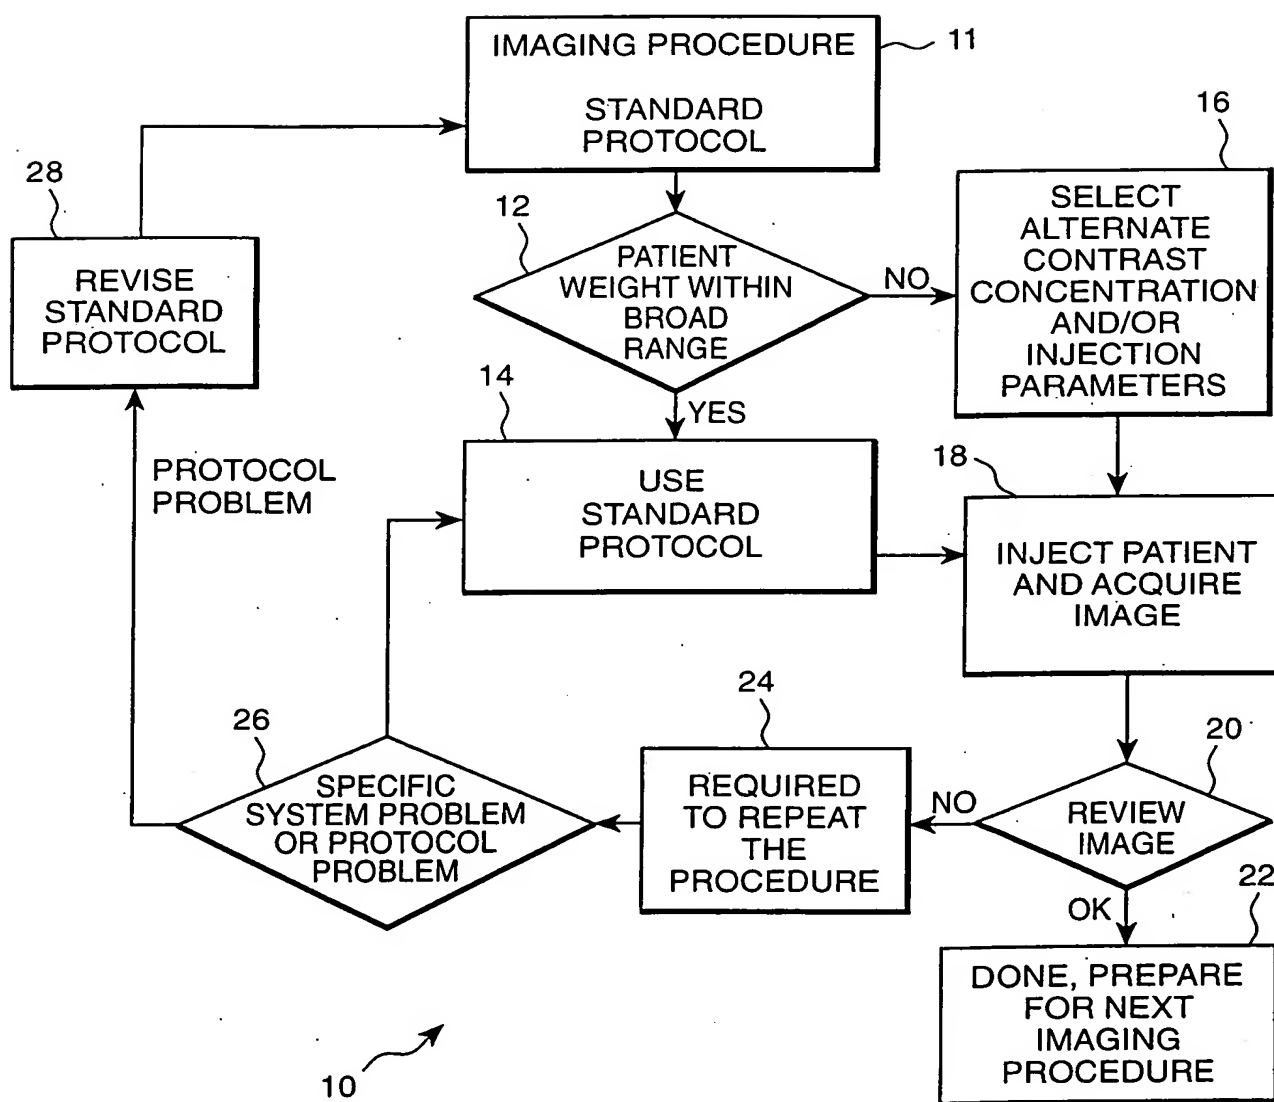 IMAGING PROCEDURE
STANDARD
PROTOCOL
11
12
PATIENT
WEIGHT WITHIN
BROAD
RANGE
NO
YES
16
SELECT
ALTERNATE
CONTRAST
CONCENTRATION
AND/OR
INJECTION
PARAMETERS
28
REVISE
STANDARD
PROTOCOL
PROTOCOL
PROBLEM
14
USE
STANDARD
PROTOCOL
18
INJECT PATIENT
AND ACQUIRE
IMAGE
26
SPECIFIC
SYSTEM PROBLEM
OR PROTOCOL
PROBLEM
24
REQUIRED
TO REPEAT
THE
PROCEDURE
NO
20
REVIEW
IMAGE
OK
22
DONE, PREPARE
FOR NEXT
IMAGING
PROCEDURE
10